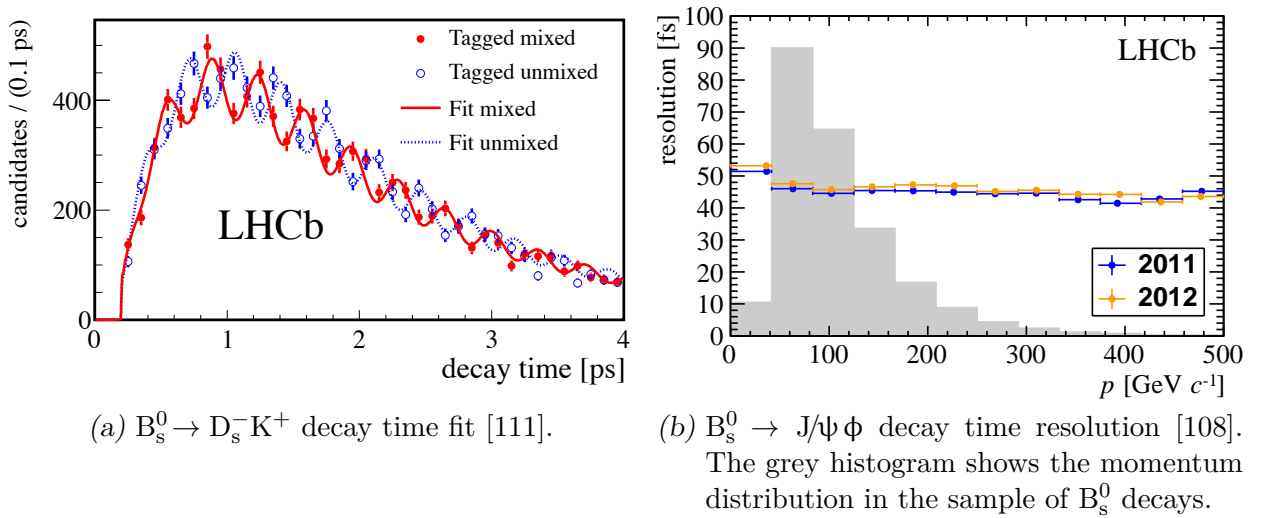 candidates / (0.1 ps)
400
200
0
0
1
2
3
4
decay time [ps]
Tagged mixed
Tagged unmixed
Fit mixed
Fit unmixed
LHCb
(a) B⁰ₛ → D⁻ₛK⁺ decay time fit [111].
resolution [fs]
100
90
80
70
60
50
40
30
20
10
0
0
100
200
300
400
500
p [GeV c⁻¹]
LHCb
2011
2012
(b) B⁰ₛ → J/ψ ϕ decay time resolution [108].
The grey histogram shows the momentum
distribution in the sample of B⁰ₛ decays.